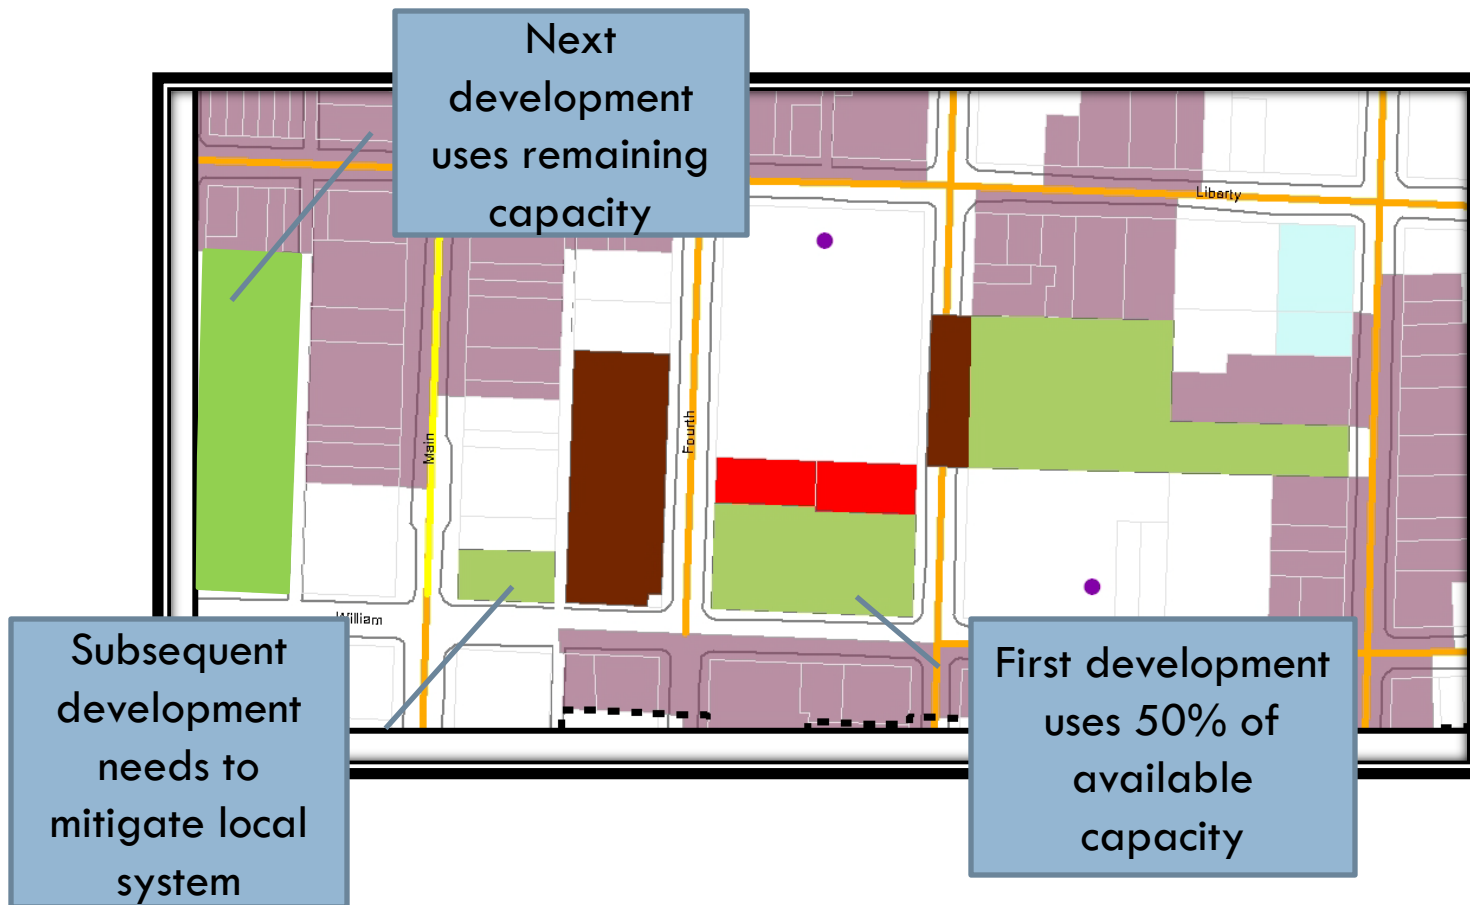 Next
development
uses remaining
capacity
Liberty
Main
Fourth
William
Subsequent
development
needs to
mitigate local
system
First development
uses 50% of
available
capacity